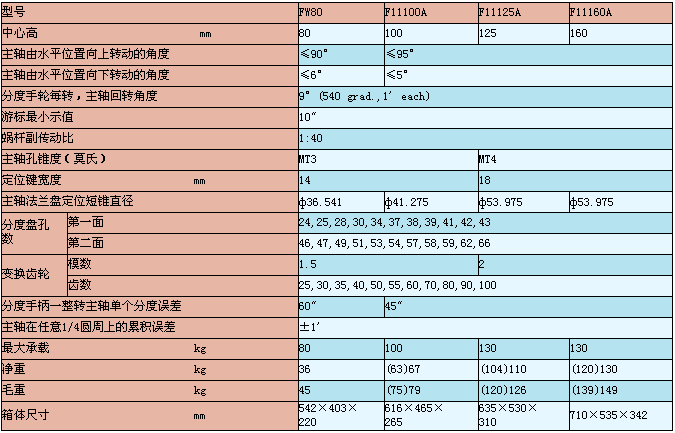 型号 FW80 F11100A F11125A F11160A
中心高 mm 80 100 125 160
主轴由水平位置向上转动的角度 ≤90° ≤95°
主轴由水平位置向下转动的角度 ≤6° ≤5°
分度手轮每转，主轴回转角度 9°(540 grad.,1′ each)
游标最小示值 10″
蜗杆副传动比 1:40
主轴孔锥度(莫氏) MT3 MT4
定位键宽度 mm 14 18
主轴法兰盘定位短锥直径 ф36.541 ф41.275 ф53.975 ф53.975
分度盘孔数 第一面 24,25,28,30,34,37,38,39,41,42,43
第二面 46,47,49,51,53,54,57,58,59,62,66
变换齿轮 模数 1.5 2
齿数 25,30,35,40,50,55,60,70,80,90,100
分度手柄一整转主轴单个分度误差 60″ 45″
主轴在任意1/4圆周上的累积误差 ±1′
最大承载 kg 80 100 130 130
净重 kg 36 (63)67 (104)110 (120)130
毛重 kg 45 (75)79 (120)126 (139)149
箱体尺寸 mm 542×403×220 616×465×265 635×530×310 710×535×342